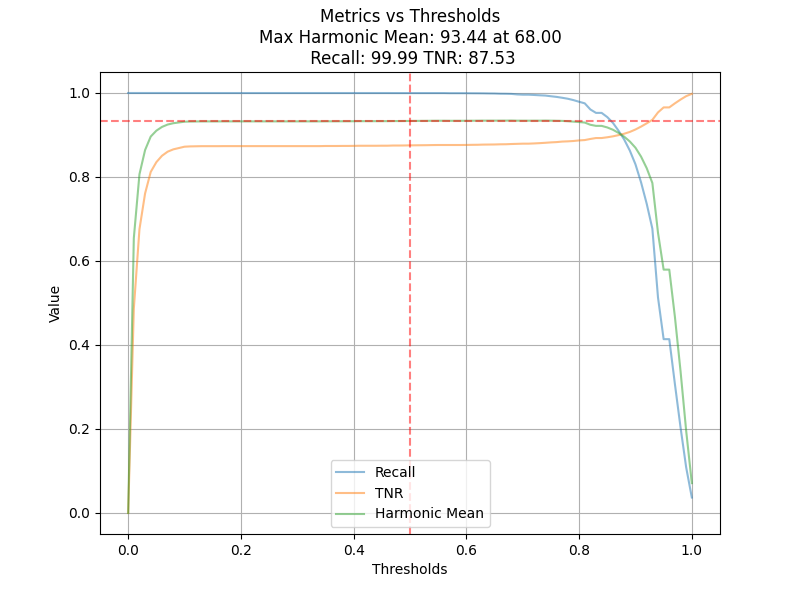 Metrics vs Thresholds
Max Harmonic Mean: 93.44 at 68.00
Recall: 99.99 TNR: 87.53
1.0
0.8
0.6
0.4
0.2
0.0
Value
Recall
TNR
Harmonic Mean
0.0 0.2 0.4 0.6 0.8 1.0
Thresholds